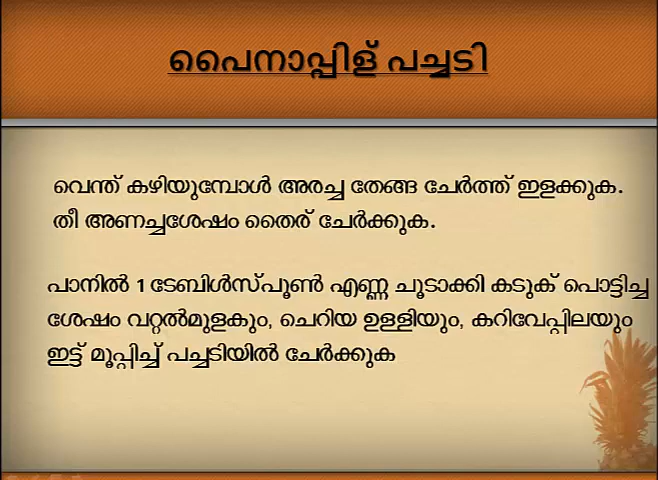 പൈനാപ്പിള് പച്ചടി
വെന്ത് കഴിയുമ്പോൾ അരച്ച തേങ്ങ ചേർത്ത് ഇളക്കുക.
തീ അണച്ചശേഷം തൈര് ചേർക്കുക.
പാനിൽ 1 ടേബിൾസ്പൂൺ എണ്ണ ചൂടാക്കി കടുക് പൊട്ടിച്ച
ശേഷം വറ്റൽമുളകും, ചെറിയ ഉള്ളിയും, കറിവേപ്പിലയും
ഇട്ട് മൂപ്പിച്ച് പച്ചടിയിൽ ചേർക്കുക